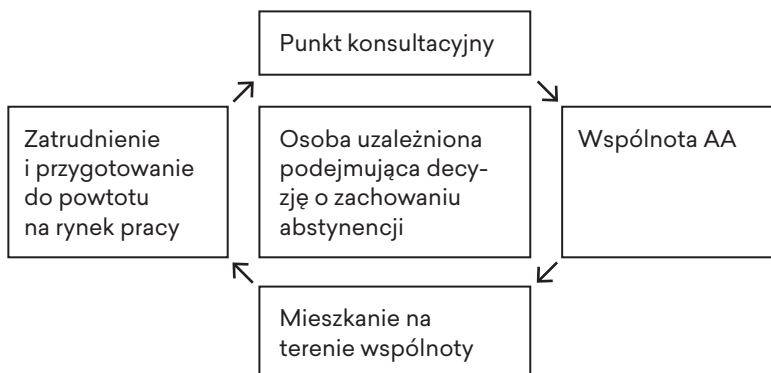 Punkt konsultacyjny
Zatrudnienie
i przygotowanie
do powtotu
na rynek pracy
Osoba uzależniona
podejmująca decy-
zję o zachowaniu
abstynencji
Wspólnota AA
Mieszkanie na
terenie wspólnoty